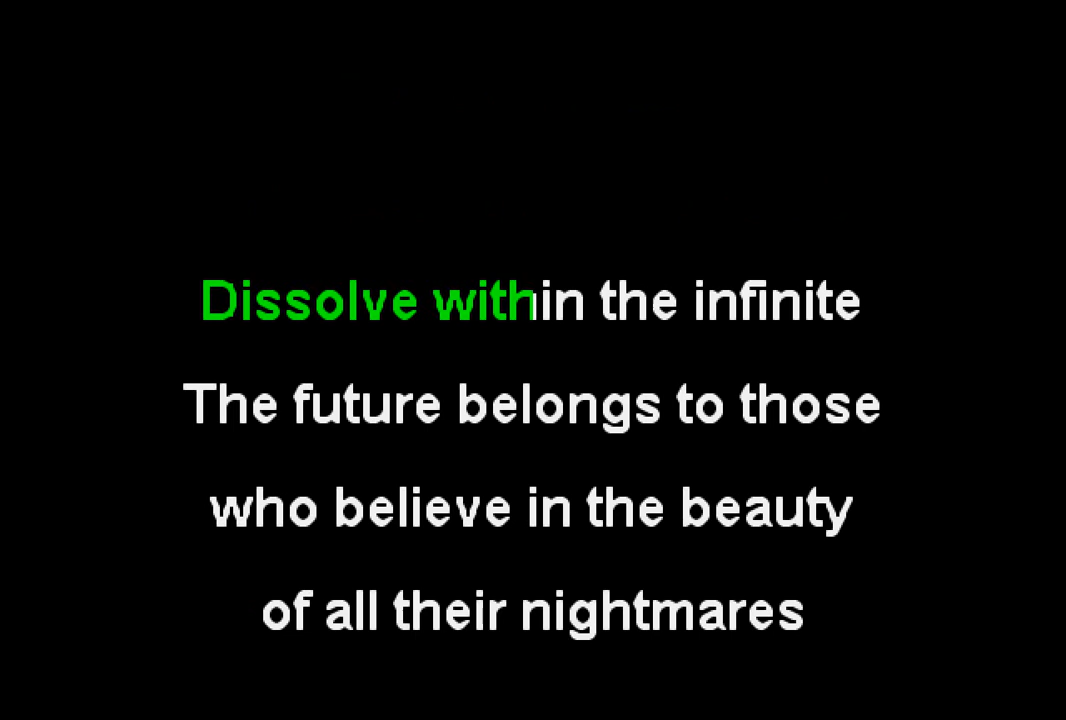 Dissolve within the infinite
The future belongs to those
who believe in the beauty
of all their nightmares